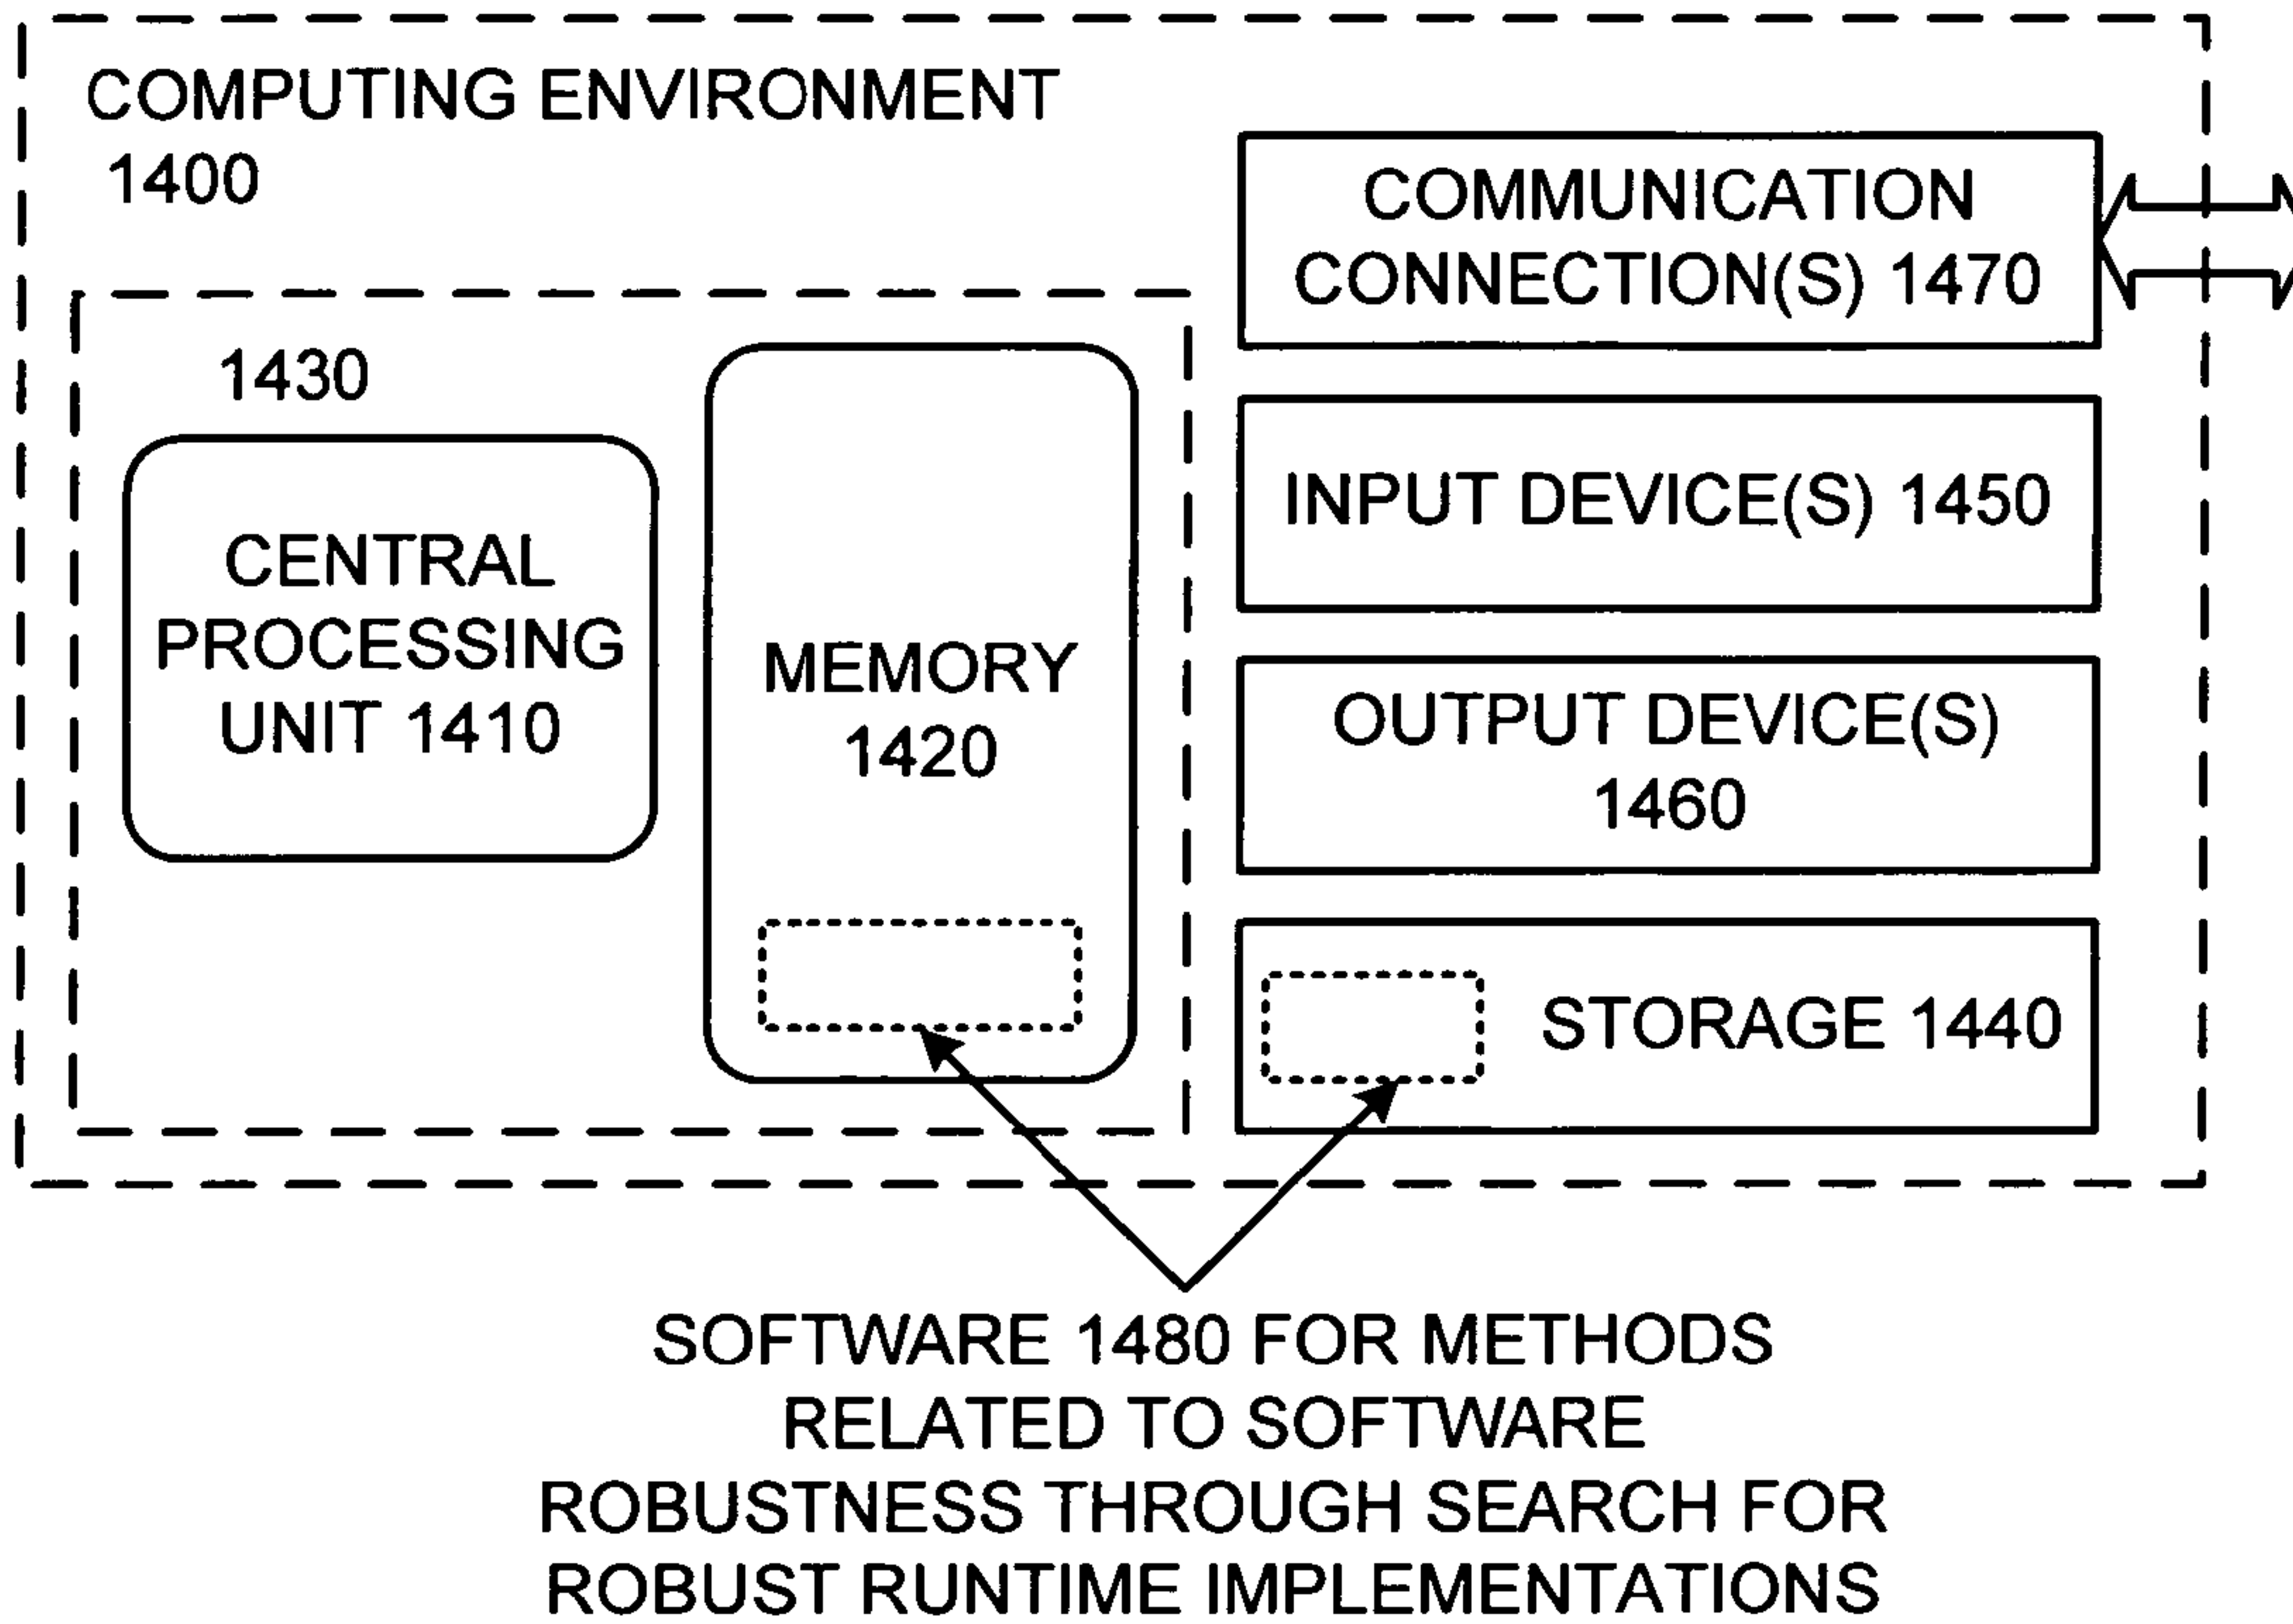 COMPUTING ENVIRONMENT
1400
COMMUNICATION
CONNECTION(S) 1470
1430
CENTRAL
PROCESSING
UNIT 1410
MEMORY
1420
INPUT DEVICE(S) 1450
OUTPUT DEVICE(S)
1460
STORAGE 1440
SOFTWARE 1480 FOR METHODS
RELATED TO SOFTWARE
ROBUSTNESS THROUGH SEARCH FOR
ROBUST RUNTIME IMPLEMENTATIONS